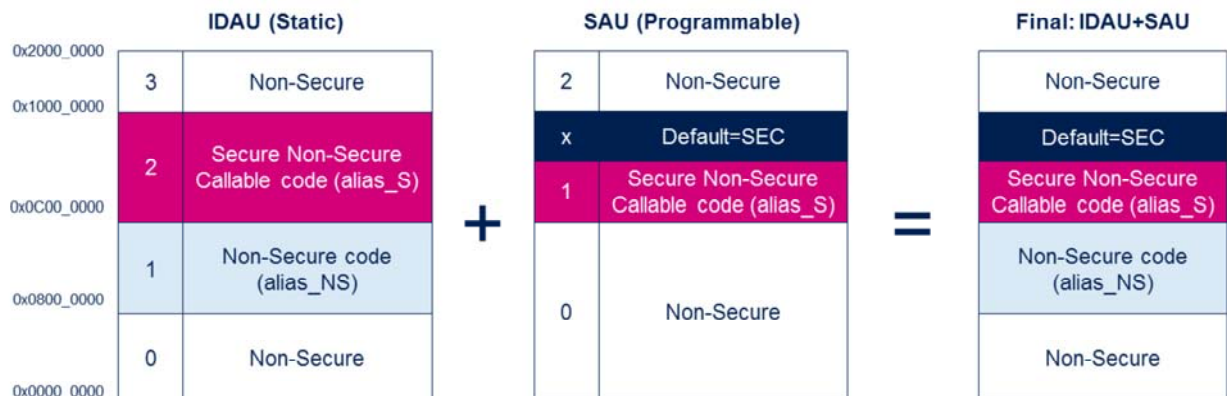 IDAU (Static)
SAU (Programmable)
Final: IDAU+SAU
0x2000_0000
3
Non-Secure
2
Non-Secure
Non-Secure
0x1000_0000
2
Secure Non-Secure
Callable code (alias_S)
x
Default=SEC
Default=SEC
1
Secure Non-Secure
Callable code (alias_S)
Secure Non-Secure
Callable code (alias_S)
0x0C00_0000
+
=
1
Non-Secure code
(alias_NS)
Non-Secure code
(alias_NS)
0x0800_0000
0
Non-Secure
0
Non-Secure
Non-Secure
0x0000_0000